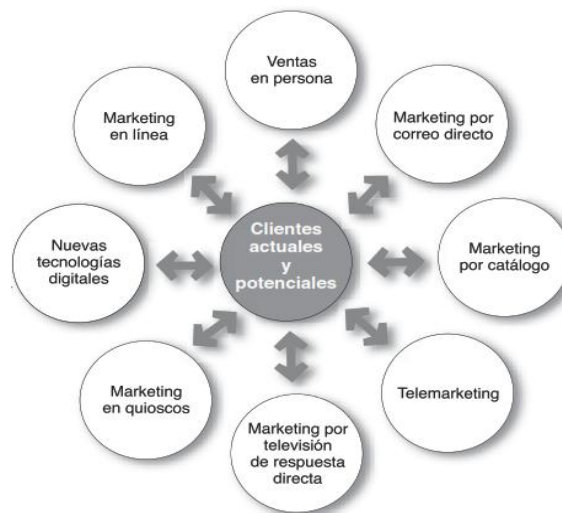 Ventas
en persona
Marketing por
correo directo
Marketing
por catálogo
Telemarketing
Marketing por
televisión
de respuesta
directa
Marketing
en quioscos
Nuevas
tecnologías
digitales
Marketing
en línea
Clientes
actuales
y
potenciales